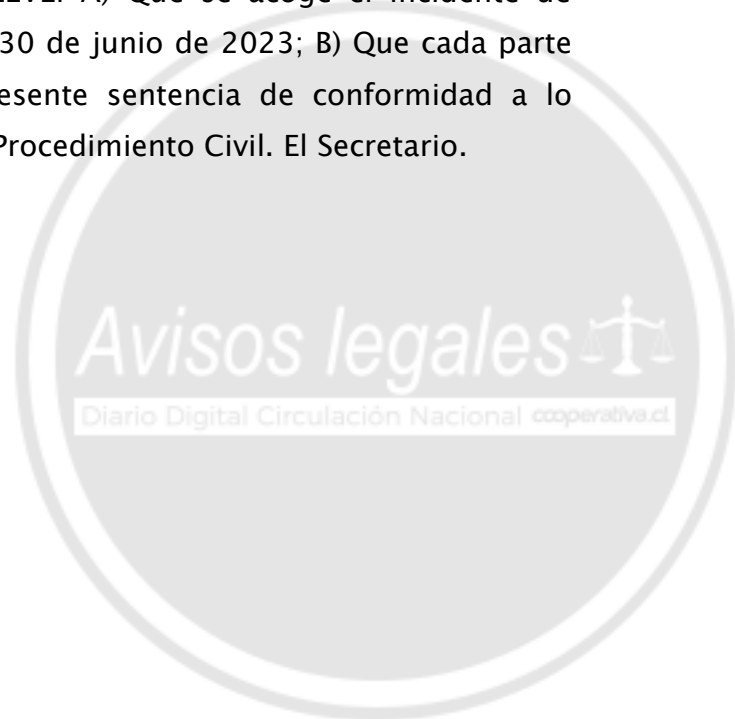 A) Que se acoge el incidente de
30 de junio de 2023; B) Que cada parte
sentencia de conformidad a lo
Procedimiento Civil. El Secretario.
Avisos legales
Diario Digital Circulación Nacional cooperativa.cl